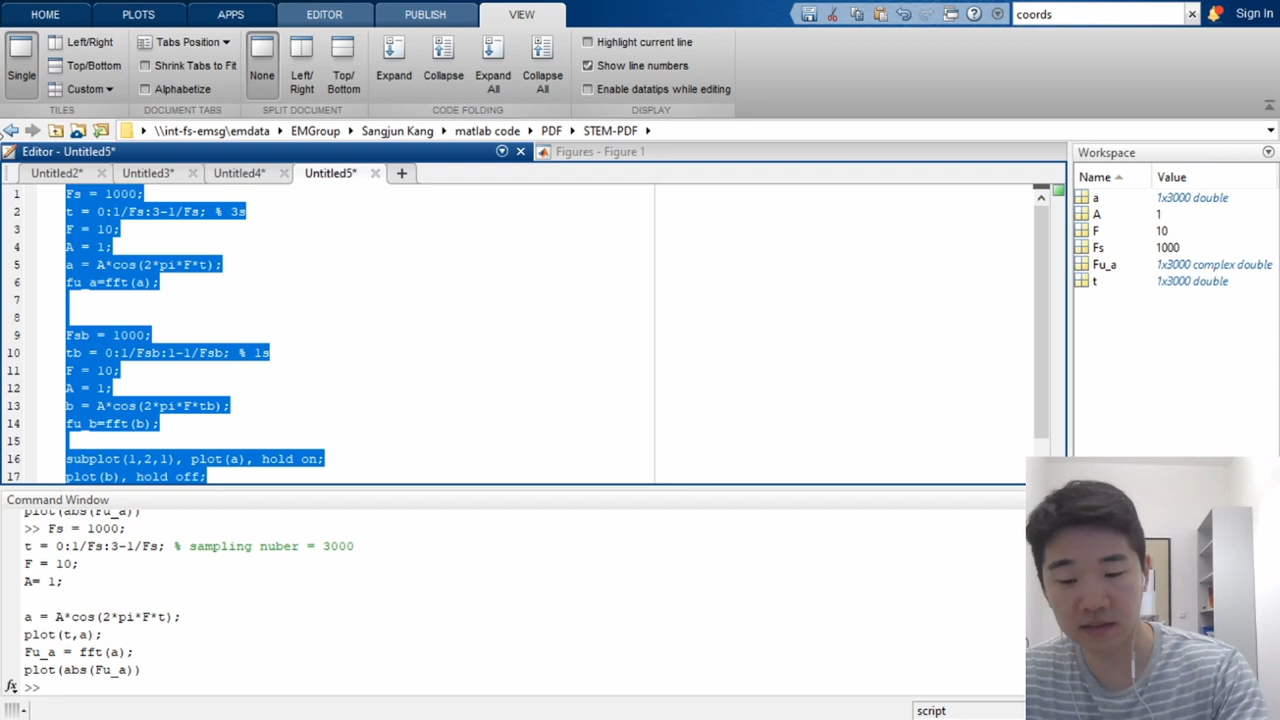 HOME PLOTS APPS EDITOR PUBLISH VIEW coords Sign In
Single Left/Right Top/Bottom Custom
TILES
Tabs Position Shrink Tabs to Fit Alphabetize
DOCUMENT TABS
None Left/Right Top/Bottom
SPLIT DOCUMENT
Expand Collapse Expand All Collapse All
CODE FOLDING
Highlight current line
Show line numbers
Enable datatips while editing
DISPLAY
\\int-fs-emsg\emdata EMGroup Sangjun Kang matlab code PDF STEM-PDF
Editor - Untitled5* Figures - Figure 1
Untitled2* Untitled3* Untitled4* Untitled5*
1 Fs = 1000;
2 t = 0:1/Fs:3-1/Fs; % 3s
3 F = 10;
4 A = 1;
5 a = A*cos(2*pi*F*t);
6 fu_a=fft(a);
7
8
9 Fsb = 1000;
10 tb = 0:1/Fsb:1-1/Fsb; % 1s
11 F = 10;
12 A = 1;
13 b = A*cos(2*pi*F*tb);
14 fu_b=fft(b);
15
16 subplot(1,2,1), plot(a), hold on;
17 plot(b), hold off;
Workspace
Name Value
a 1x3000 double
A 1
F 10
Fs 1000
Fu_a 1x3000 complex double
t 1x3000 double
Command Window
plot(abs(Fu_a))
>> Fs = 1000;
t = 0:1/Fs:3-1/Fs; % sampling nuber = 3000
F = 10;
A= 1;
a = A*cos(2*pi*F*t);
plot(t,a);
Fu_a = fft(a);
plot(abs(Fu_a))
fx >>
script